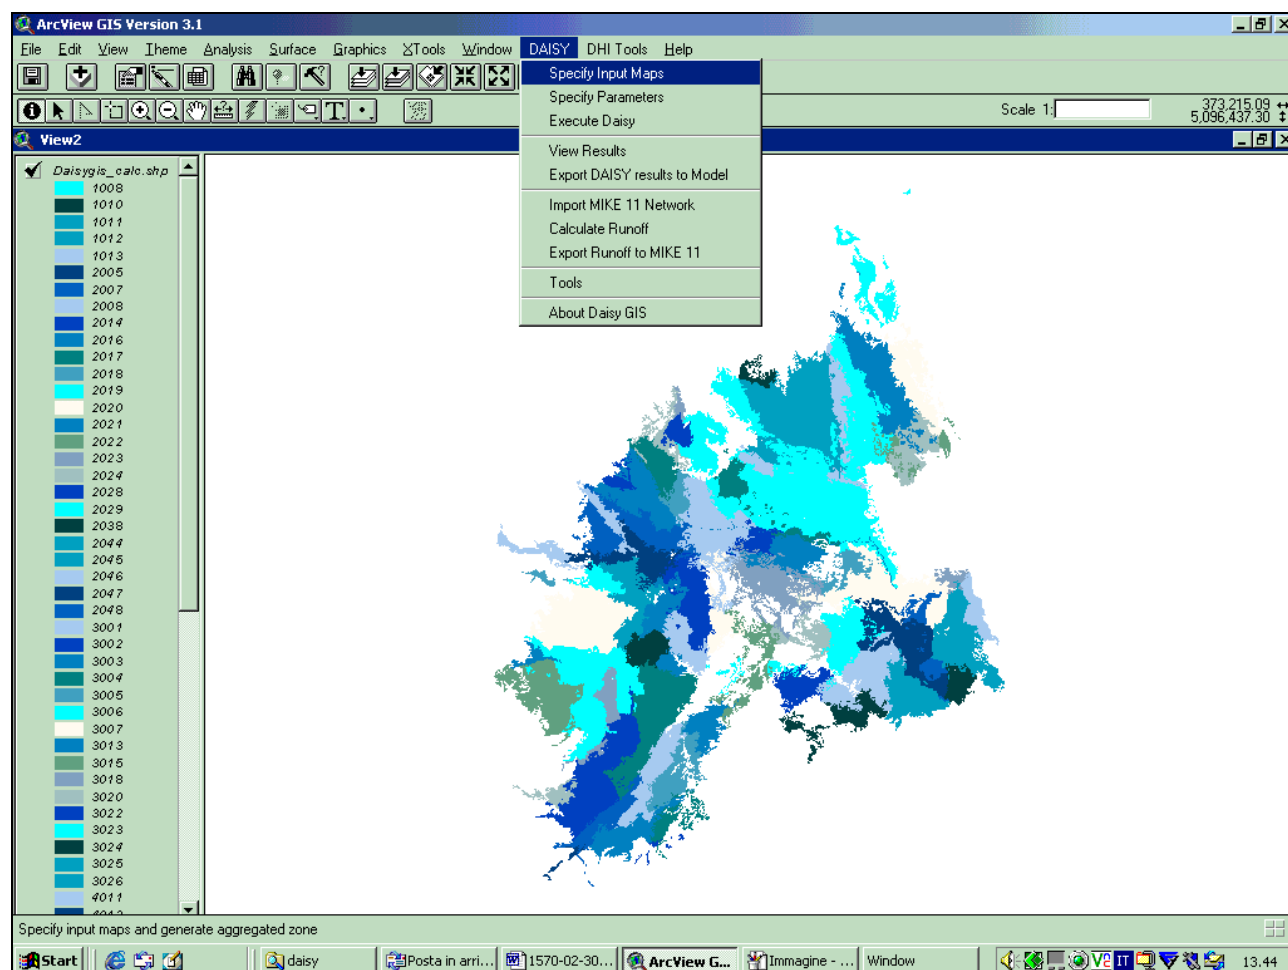 ArcView GIS Version 3.1
File Edit View Theme Analysis Surface Graphics XTools Window DAISY DHI Tools Help
Specify Input Maps
Specify Parameters
Execute Daisy
View Results
Export DAISY results to Model
Import MIKE 11 Network
Calculate Runoff
Export Runoff to MIKE 11
Tools
About Daisy GIS
Scale 1:
373,215.09
5,096,437.30
View2
Daisygis_calc.shp
1008
1010
1011
1012
1013
2005
2007
2008
2014
2016
2017
2018
2019
2020
2021
2022
2023
2024
2028
2029
2038
2044
2045
2046
2047
2048
3001
3002
3003
3004
3005
3006
3007
3013
3015
3018
3020
3022
3023
3024
3025
3026
4011
Specify input maps and generate aggregated zone
Start daisy Posta in arri... 1570-02-30... ArcView G... Immagine - ... Window IT 13.44